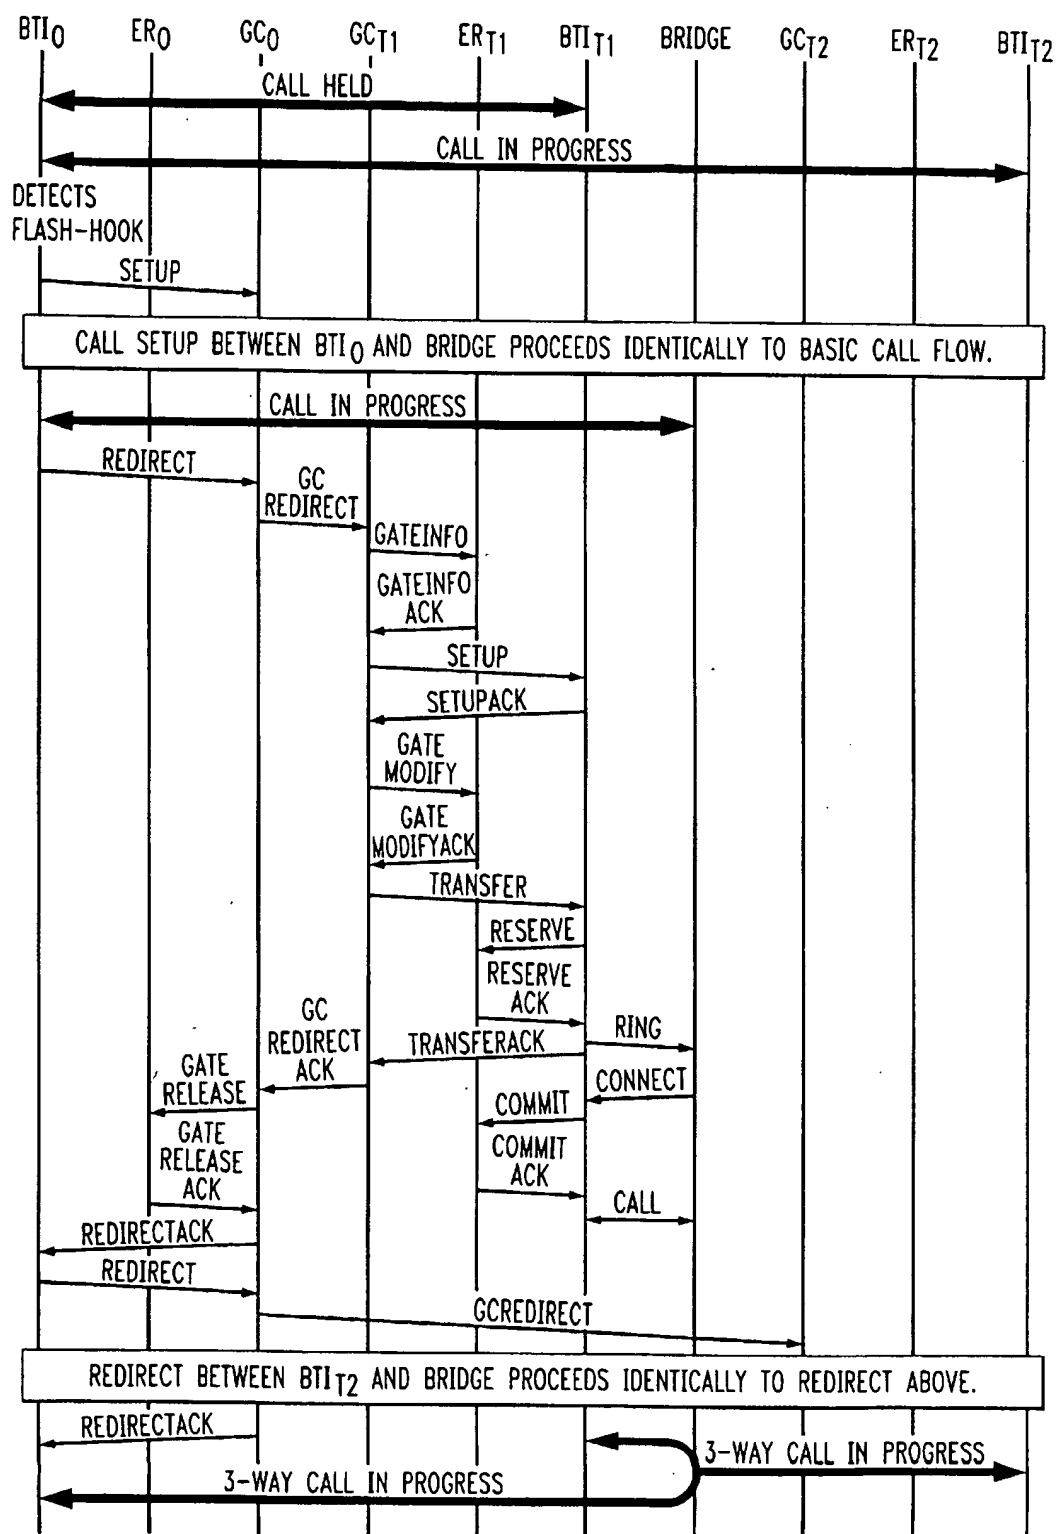 BTI0 ER0 GC0 GCT1 ERT1 BTIT1 BRIDGE GCT2 ERT2 BTIT2
CALL HELD
CALL IN PROGRESS
DETECTS
FLASH-HOOK
SETUP
CALL SETUP BETWEEN BTIO AND BRIDGE PROCEEDS IDENTICALLY TO BASIC CALL FLOW.
CALL IN PROGRESS
REDIRECT
GC
REDIRECT
GATEINFO
GATEINFO
ACK
SETUP
SETUPACK
GATE
MODIFY
GATE
MODIFYACK
TRANSFER
RESERVE
RESERVE
ACK
RING
GC
REDIRECT
ACK
TRANSFERACK
CONNECT
GATE
RELEASE
COMMIT
GATE
RELEASE
ACK
COMMIT
ACK
CALL
REDIRECTACK
REDIRECT
GCREDIRECT
REDIRECT BETWEEN BTIT2 AND BRIDGE PROCEEDS IDENTICALLY TO REDIRECT ABOVE.
REDIRECTACK
3-WAY CALL IN PROGRESS
3-WAY CALL IN PROGRESS